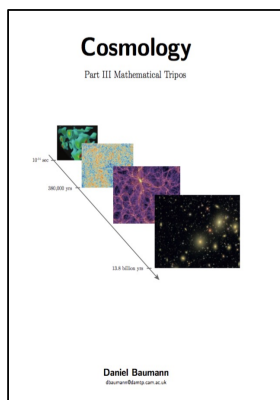 Cosmology
Part III Mathematical Tripos
380,000 yrs
13.8 billion yrs
Daniel Baumann
dbaumann@damtp.cam.ac.uk